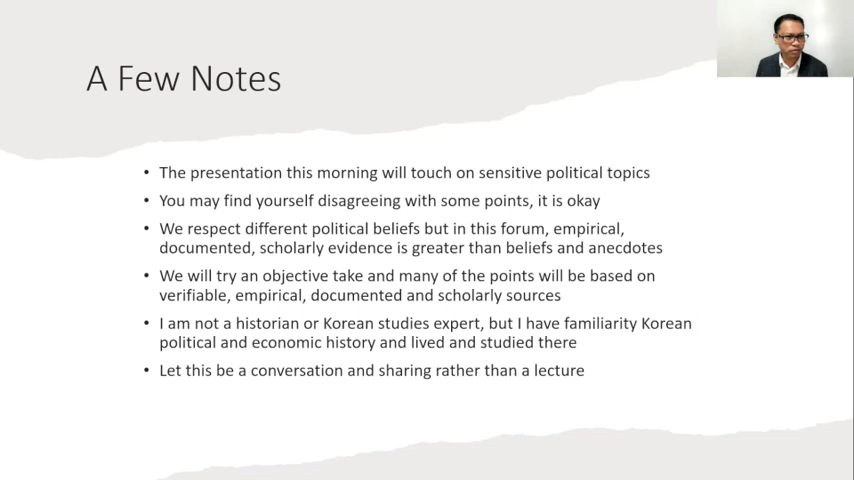 A Few Notes
• The presentation this morning will touch on sensitive political topics
• You may find yourself disagreeing with some points, it is okay
• We respect different political beliefs but in this forum, empirical,
documented, scholarly evidence is greater than beliefs and anecdotes
• We will try an objective take and many of the points will be based on
verifiable, empirical, documented and scholarly sources
• I am not a historian or Korean studies expert, but I have familiarity Korean
political and economic history and lived and studied there
• Let this be a conversation and sharing rather than a lecture